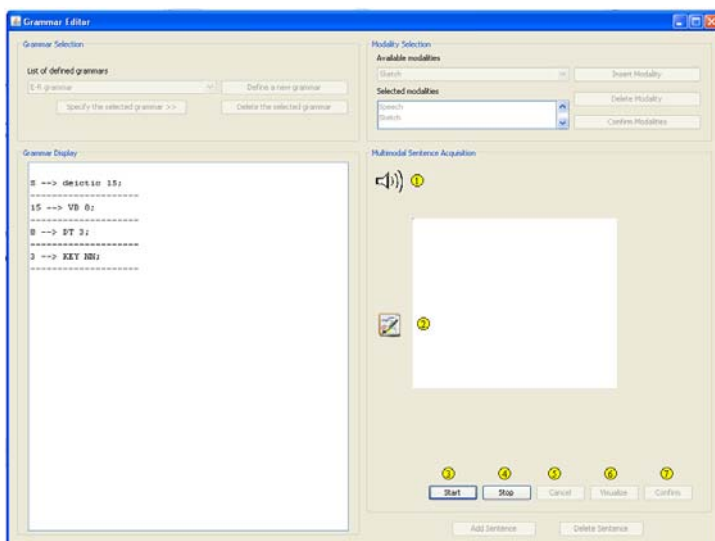 Grammar Editor
Grammar Selection
List of defined grammars
E-R grammar
Define a new grammar
Specify the selected grammar >>
Delete the selected grammar
Modality Selection
Available modalities
Sketch
Insert Modality
Selected modalities
Speech
Sketch
Delete Modality
Confirm Modalities
Grammar Display
S --> deictic 15;
--------------------
15 --> VB 8;
--------------------
8 --> DT 3;
--------------------
3 --> KEY NN;
--------------------
Multimodal Sentence Acquisition
1
2
3 4 5 6 7
Start Stop Cancel Visualize Confirm
Add Sentence Delete Sentence